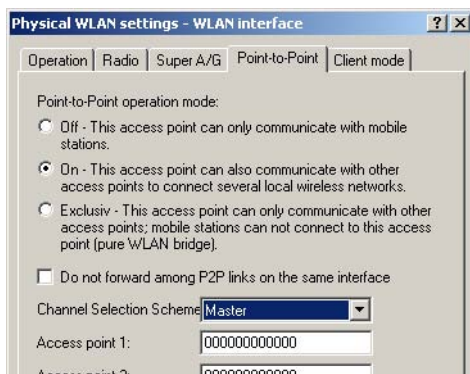 Physical WLAN settings - WLAN interface
Operation Radio Super A/G Point-to-Point Client mode
Point-to-Point operation mode:
Off - This access point can only communicate with mobile
stations.
On - This access point can also communicate with other
access points to connect several local wireless networks.
Exclusiv - This access point can only communicate with other
access points; mobile stations can not connect to this access
point (pure WLAN bridge).
Do not forward among P2P links on the same interface
Channel Selection Scheme Master
Access point 1: 000000000000